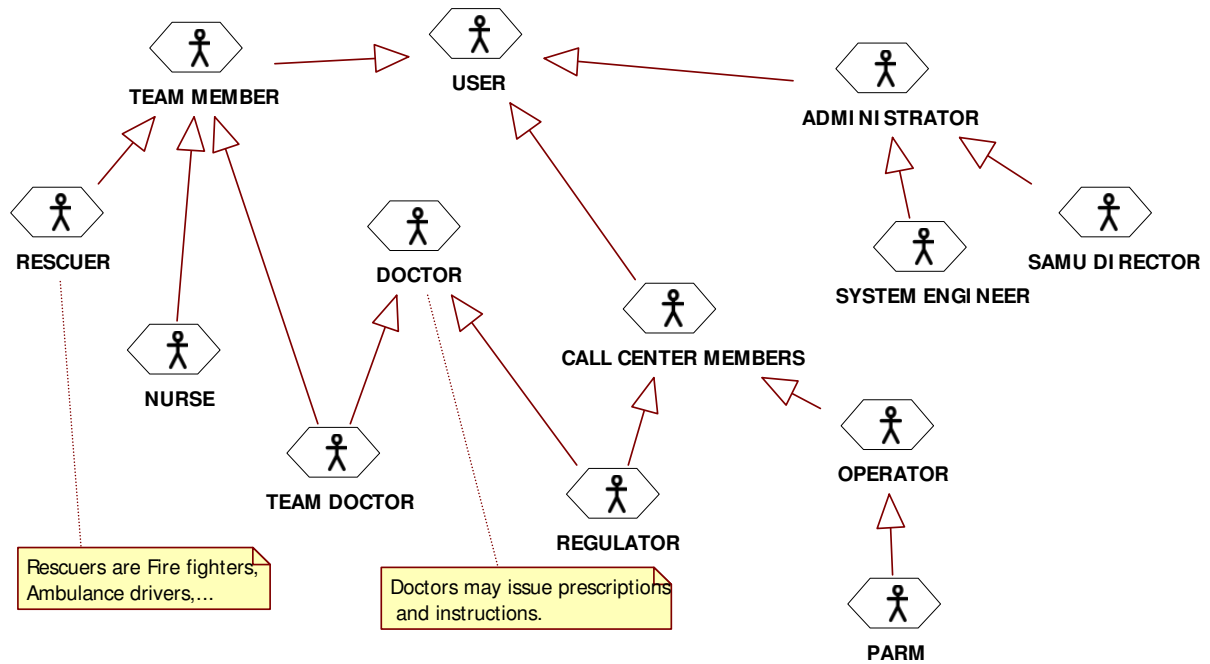 USER
TEAM MEMBER
ADMINISTRATOR
RESCUER
DOCTOR
SAMU DIRECTOR
SYSTEM ENGINEER
CALL CENTER MEMBERS
NURSE
OPERATOR
TEAM DOCTOR
REGULATOR
Rescuers are Fire fighters,
Ambulance drivers,...
Doctors may issue prescriptions
and instructions.
PARM